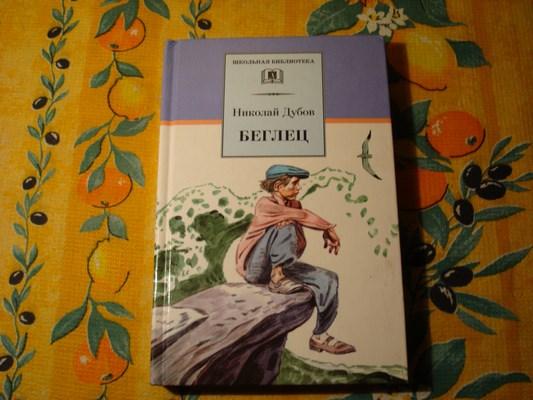 ШКОЛЬНАЯ БИБЛИОТЕКА
Николай Дубов
БЕГЛЕЦ